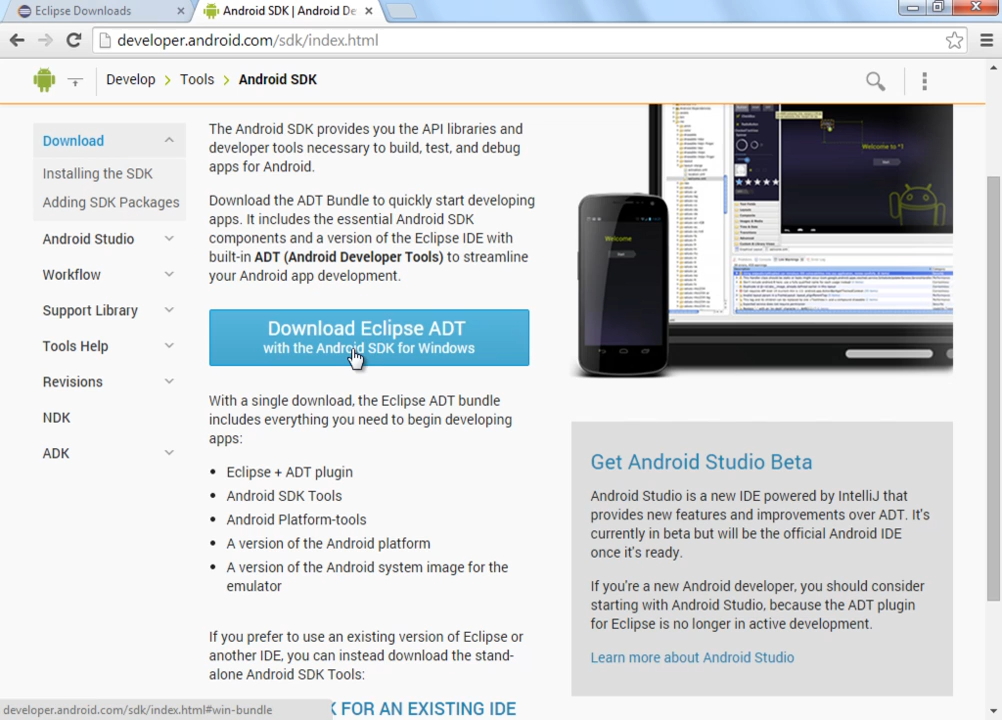 Eclipse Downloads
Android SDK | Android De
developer.android.com/sdk/index.html
Develop > Tools > Android SDK
Download
Installing the SDK
Adding SDK Packages
Android Studio
Workflow
Support Library
Tools Help
Revisions
NDK
ADK
The Android SDK provides you the API libraries and
developer tools necessary to build, test, and debug
apps for Android.
Download the ADT Bundle to quickly start developing
apps. It includes the essential Android SDK
components and a version of the Eclipse IDE with
built-in ADT (Android Developer Tools) to streamline
your Android app development.
Download Eclipse ADT
with the Android SDK for Windows
With a single download, the Eclipse ADT bundle
includes everything you need to begin developing
apps:
• Eclipse + ADT plugin
• Android SDK Tools
• Android Platform-tools
• A version of the Android platform
• A version of the Android system image for the
emulator
If you prefer to use an existing version of Eclipse or
another IDE, you can instead download the stand-
alone Android SDK Tools:
K FOR AN EXISTING IDE
Welcome to
Welcome
Get Android Studio Beta
Android Studio is a new IDE powered by IntelliJ that
provides new features and improvements over ADT. It's
currently in beta but will be the official Android IDE
once it's ready.
If you're a new Android developer, you should consider
starting with Android Studio, because the ADT plugin
for Eclipse is no longer in active development.
Learn more about Android Studio
developer.android.com/sdk/index.html#win-bundle